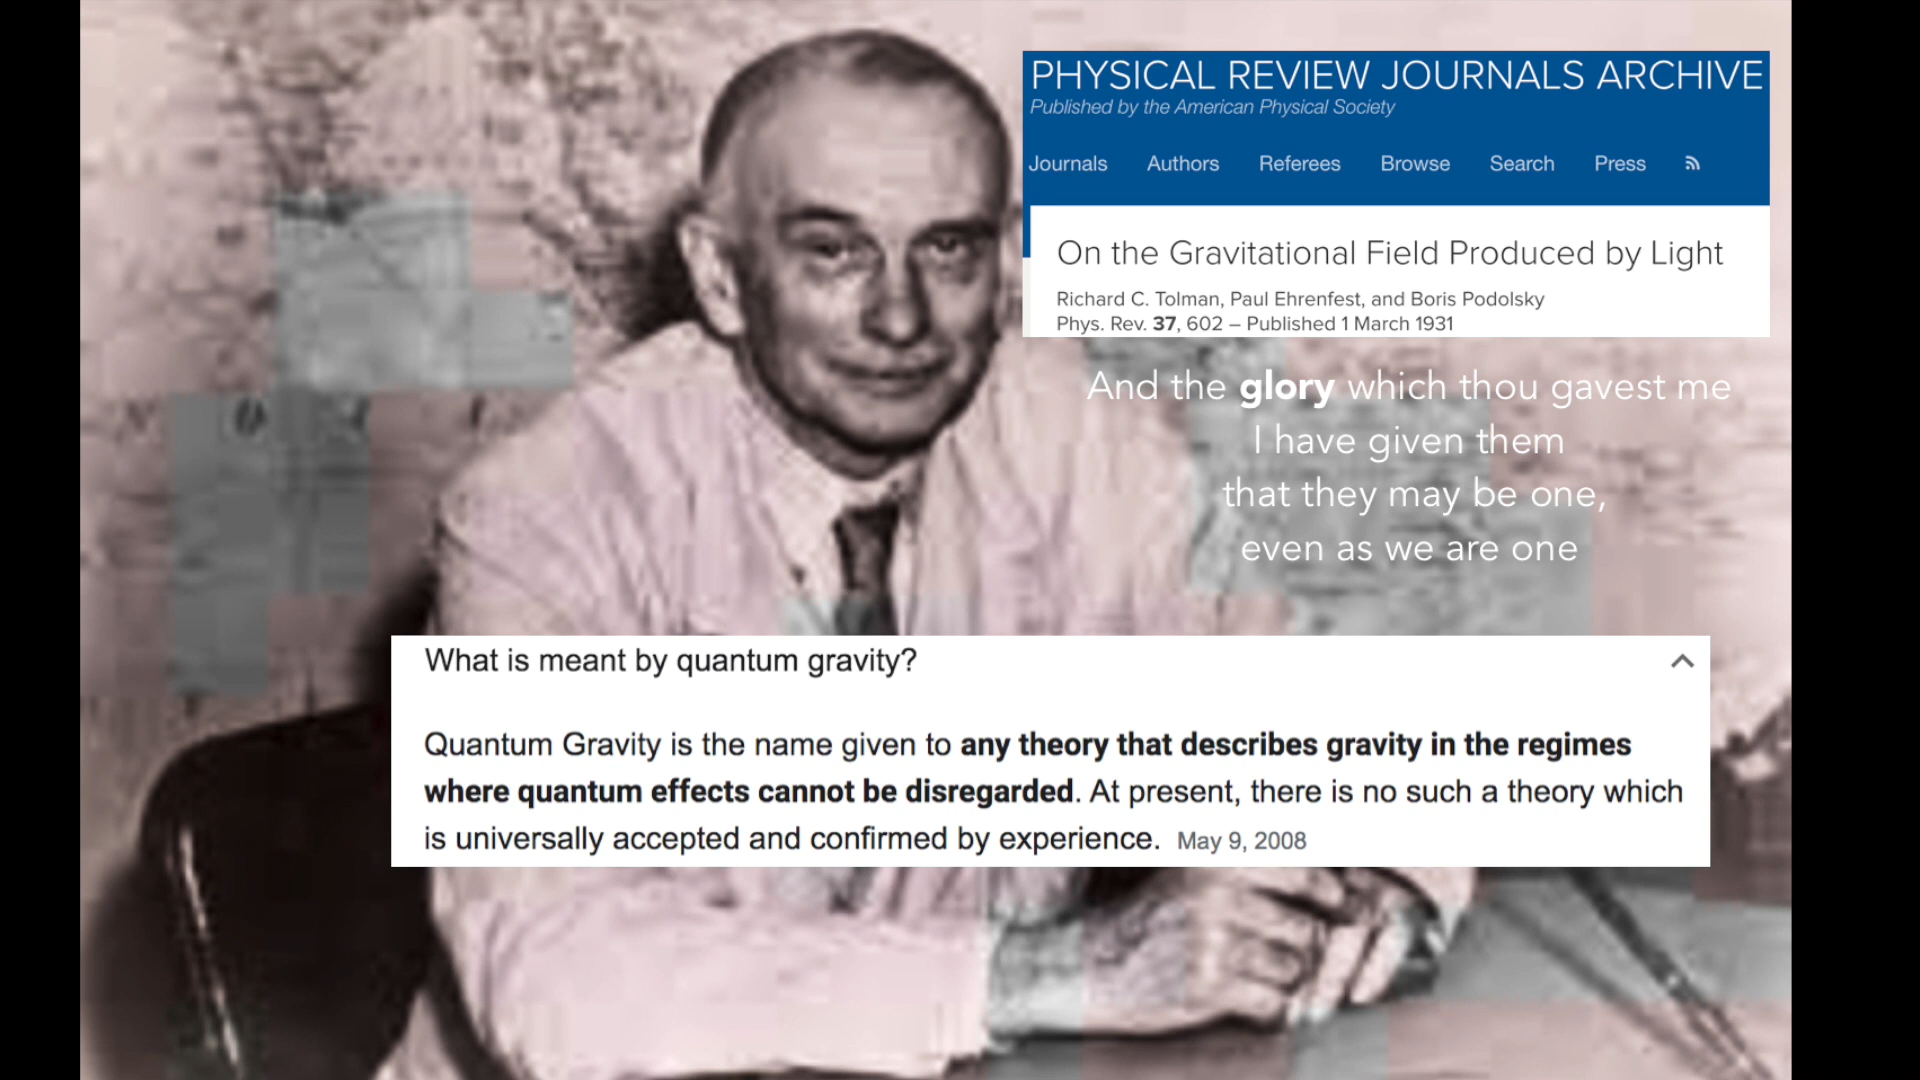 PHYSICAL REVIEW JOURNALS ARCHIVE
Published by the American Physical Society
Journals Authors Referees Browse Search Press
On the Gravitational Field Produced by Light
Richard C. Tolman, Paul Ehrenfest, and Boris Podolsky
Phys. Rev. 37, 602 – Published 1 March 1931
And the glory which thou gavest me
I have given them
that they may be one,
even as we are one
What is meant by quantum gravity?
Quantum Gravity is the name given to any theory that describes gravity in the regimes
where quantum effects cannot be disregarded. At present, there is no such a theory which
is universally accepted and confirmed by experience. May 9, 2008